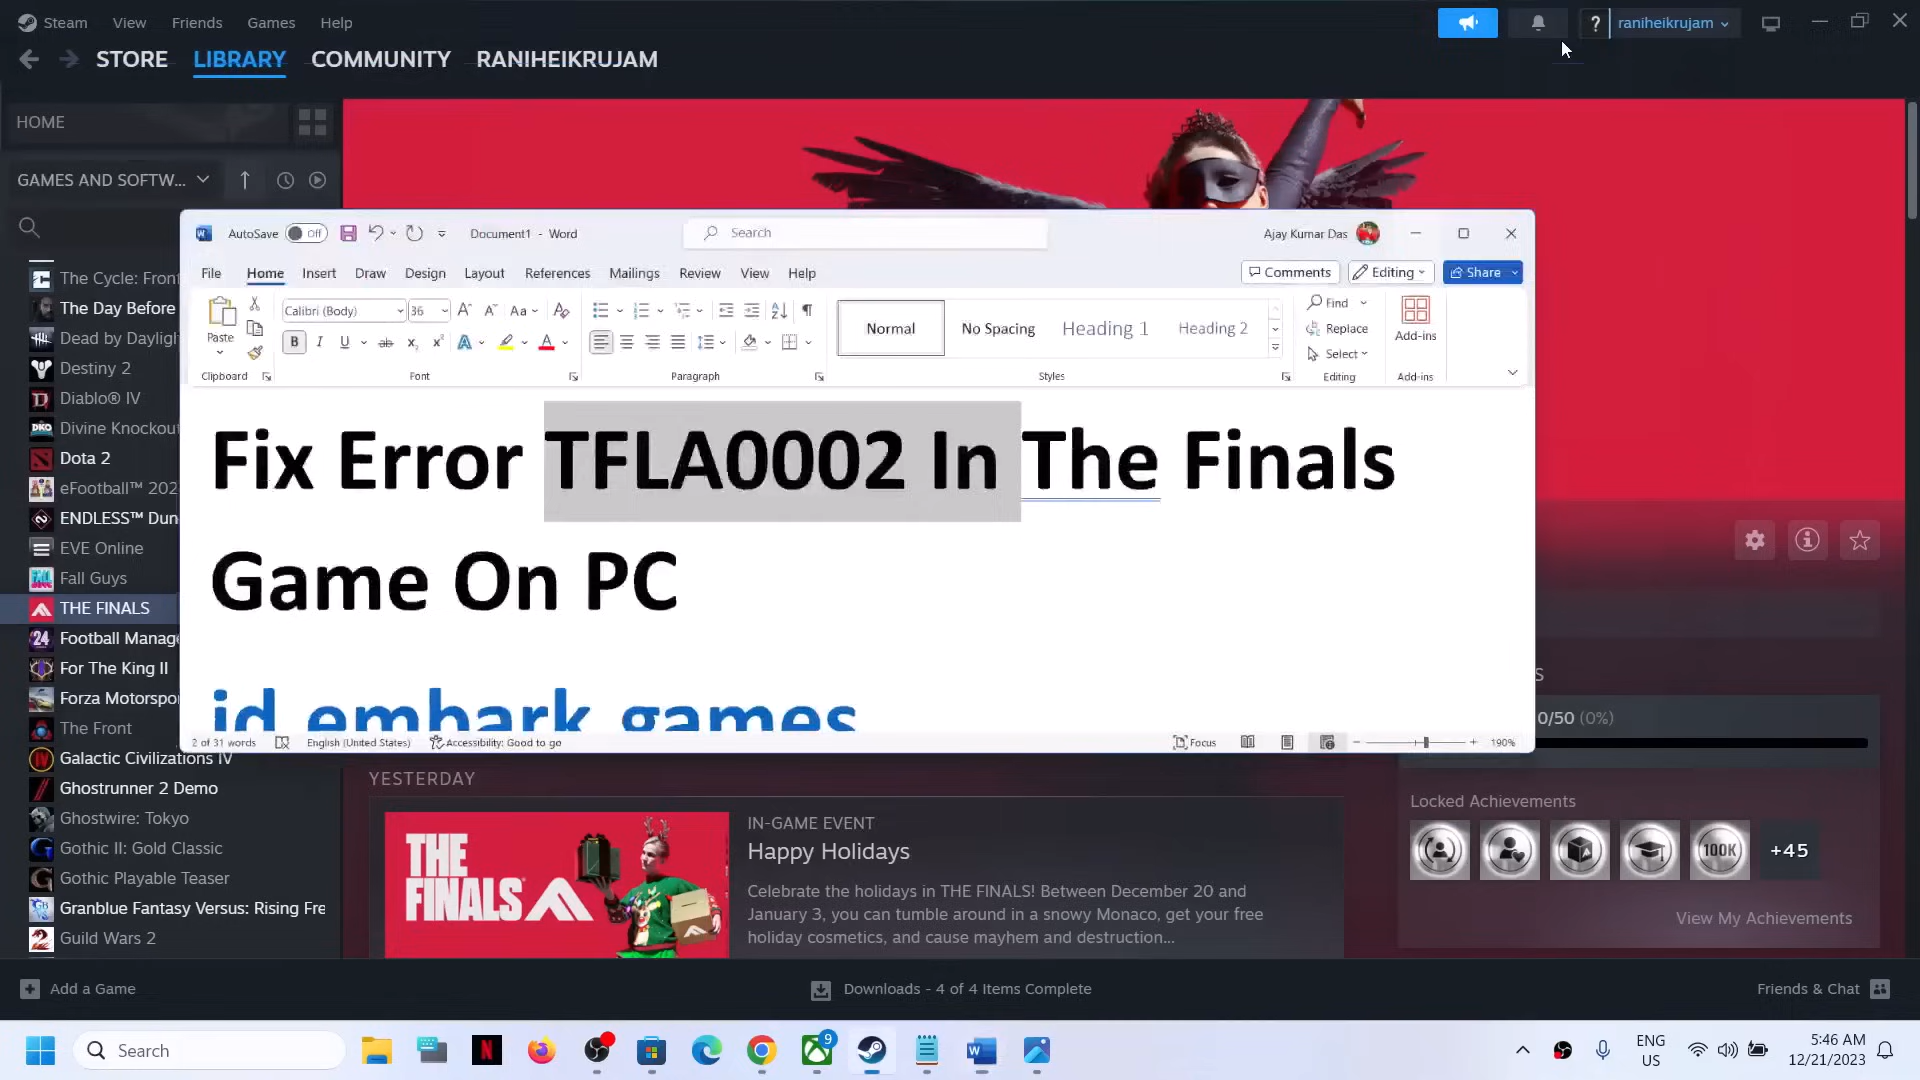 Steam View Friends Games Help raniheikrujam
STORE LIBRARY COMMUNITY RANIHEIKRUJAM
HOME
GAMES AND SOFTW...
The Cycle: Fron
The Day Before
Dead by Dayligh
Destiny 2
Diablo® IV
Divine Knockout
Dota 2
eFootball™ 202
ENDLESS™ Dun
EVE Online
Fall Guys
THE FINALS
Football Manage
For The King II
Forza Motorspor
The Front
Galactic Civilizations IV
Ghostrunner 2 Demo
Ghostwire: Tokyo
Gothic II: Gold Classic
Gothic Playable Teaser
Granblue Fantasy Versus: Rising Fre
Guild Wars 2
AutoSave Off Document1 - Word Search Ajay Kumar Das
File Home Insert Draw Design Layout References Mailings Review View Help Comments Editing Share
Paste
Calibri (Body) 36
Normal No Spacing Heading 1 Heading 2
Find
Replace
Select
Add-ins
Clipboard Font Paragraph Styles Editing Add-ins
Fix Error TFLA0002 In The Finals
Game On PC
id embark games
2 of 31 words English (United States) Accessibility: Good to go Focus 190%
S
0/50 (0%)
Locked Achievements
100K
+45
View My Achievements
YESTERDAY
THE
FINALS
IN-GAME EVENT
Happy Holidays
Celebrate the holidays in THE FINALS! Between December 20 and
January 3, you can tumble around in a snowy Monaco, get your free
holiday cosmetics, and cause mayhem and destruction...
Add a Game Downloads - 4 of 4 Items Complete Friends & Chat
Search
9
ENG
US
5:46 AM
12/21/2023